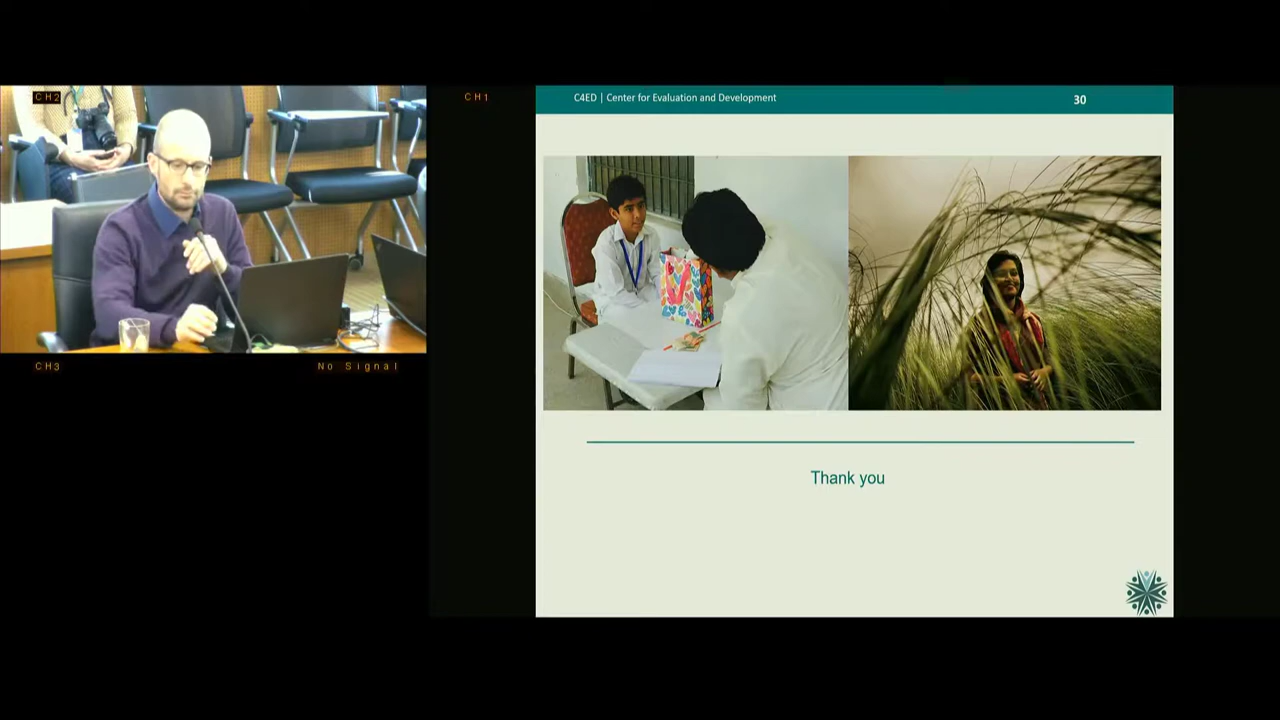 CH2
CH1
C4ED | Center for Evaluation and Development
30
CH3
No Signal
Thank you